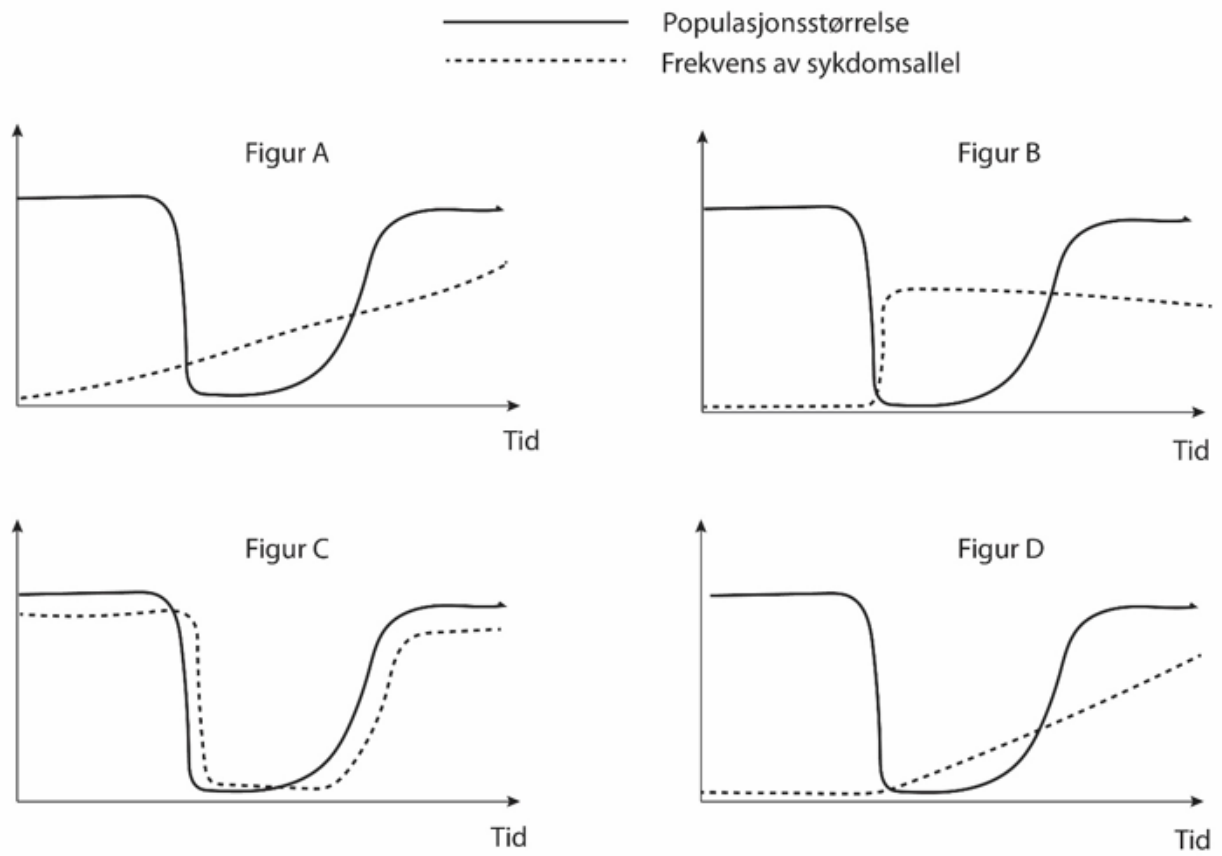 Populasjonsstørrelse
Frekvens av sykdomsallel
Figur A
Figur B
Tid
Tid
Figur C
Figur D
Tid
Tid